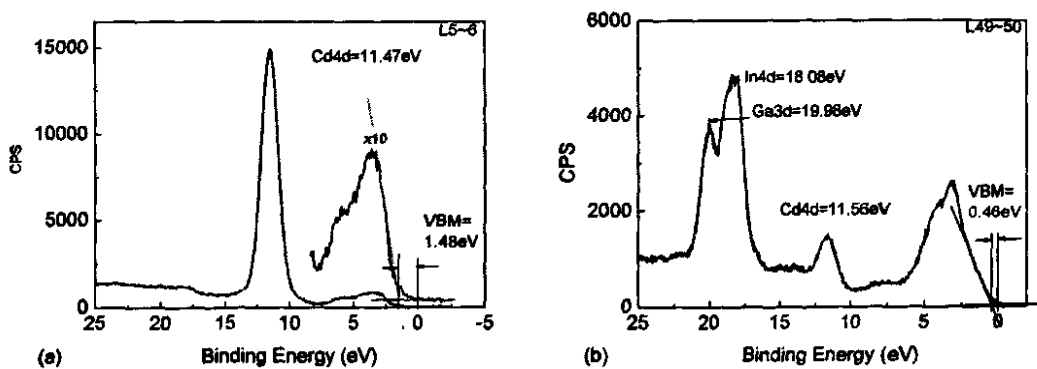 L5~6
15000
Cd4d=11.47eV
10000
x10
CPS
5000
VBM=
1.48eV
0
25 20 15 10 5 0 -5
(a)
Binding Energy (eV)
6000
L49~50
In4d=18 08eV
4000
Ga3d=19.98eV
CPS
Cd4d=11.56eV
VBM=
0.46eV
2000
0
25 20 15 10 5 0
(b)
Binding Energy (eV)